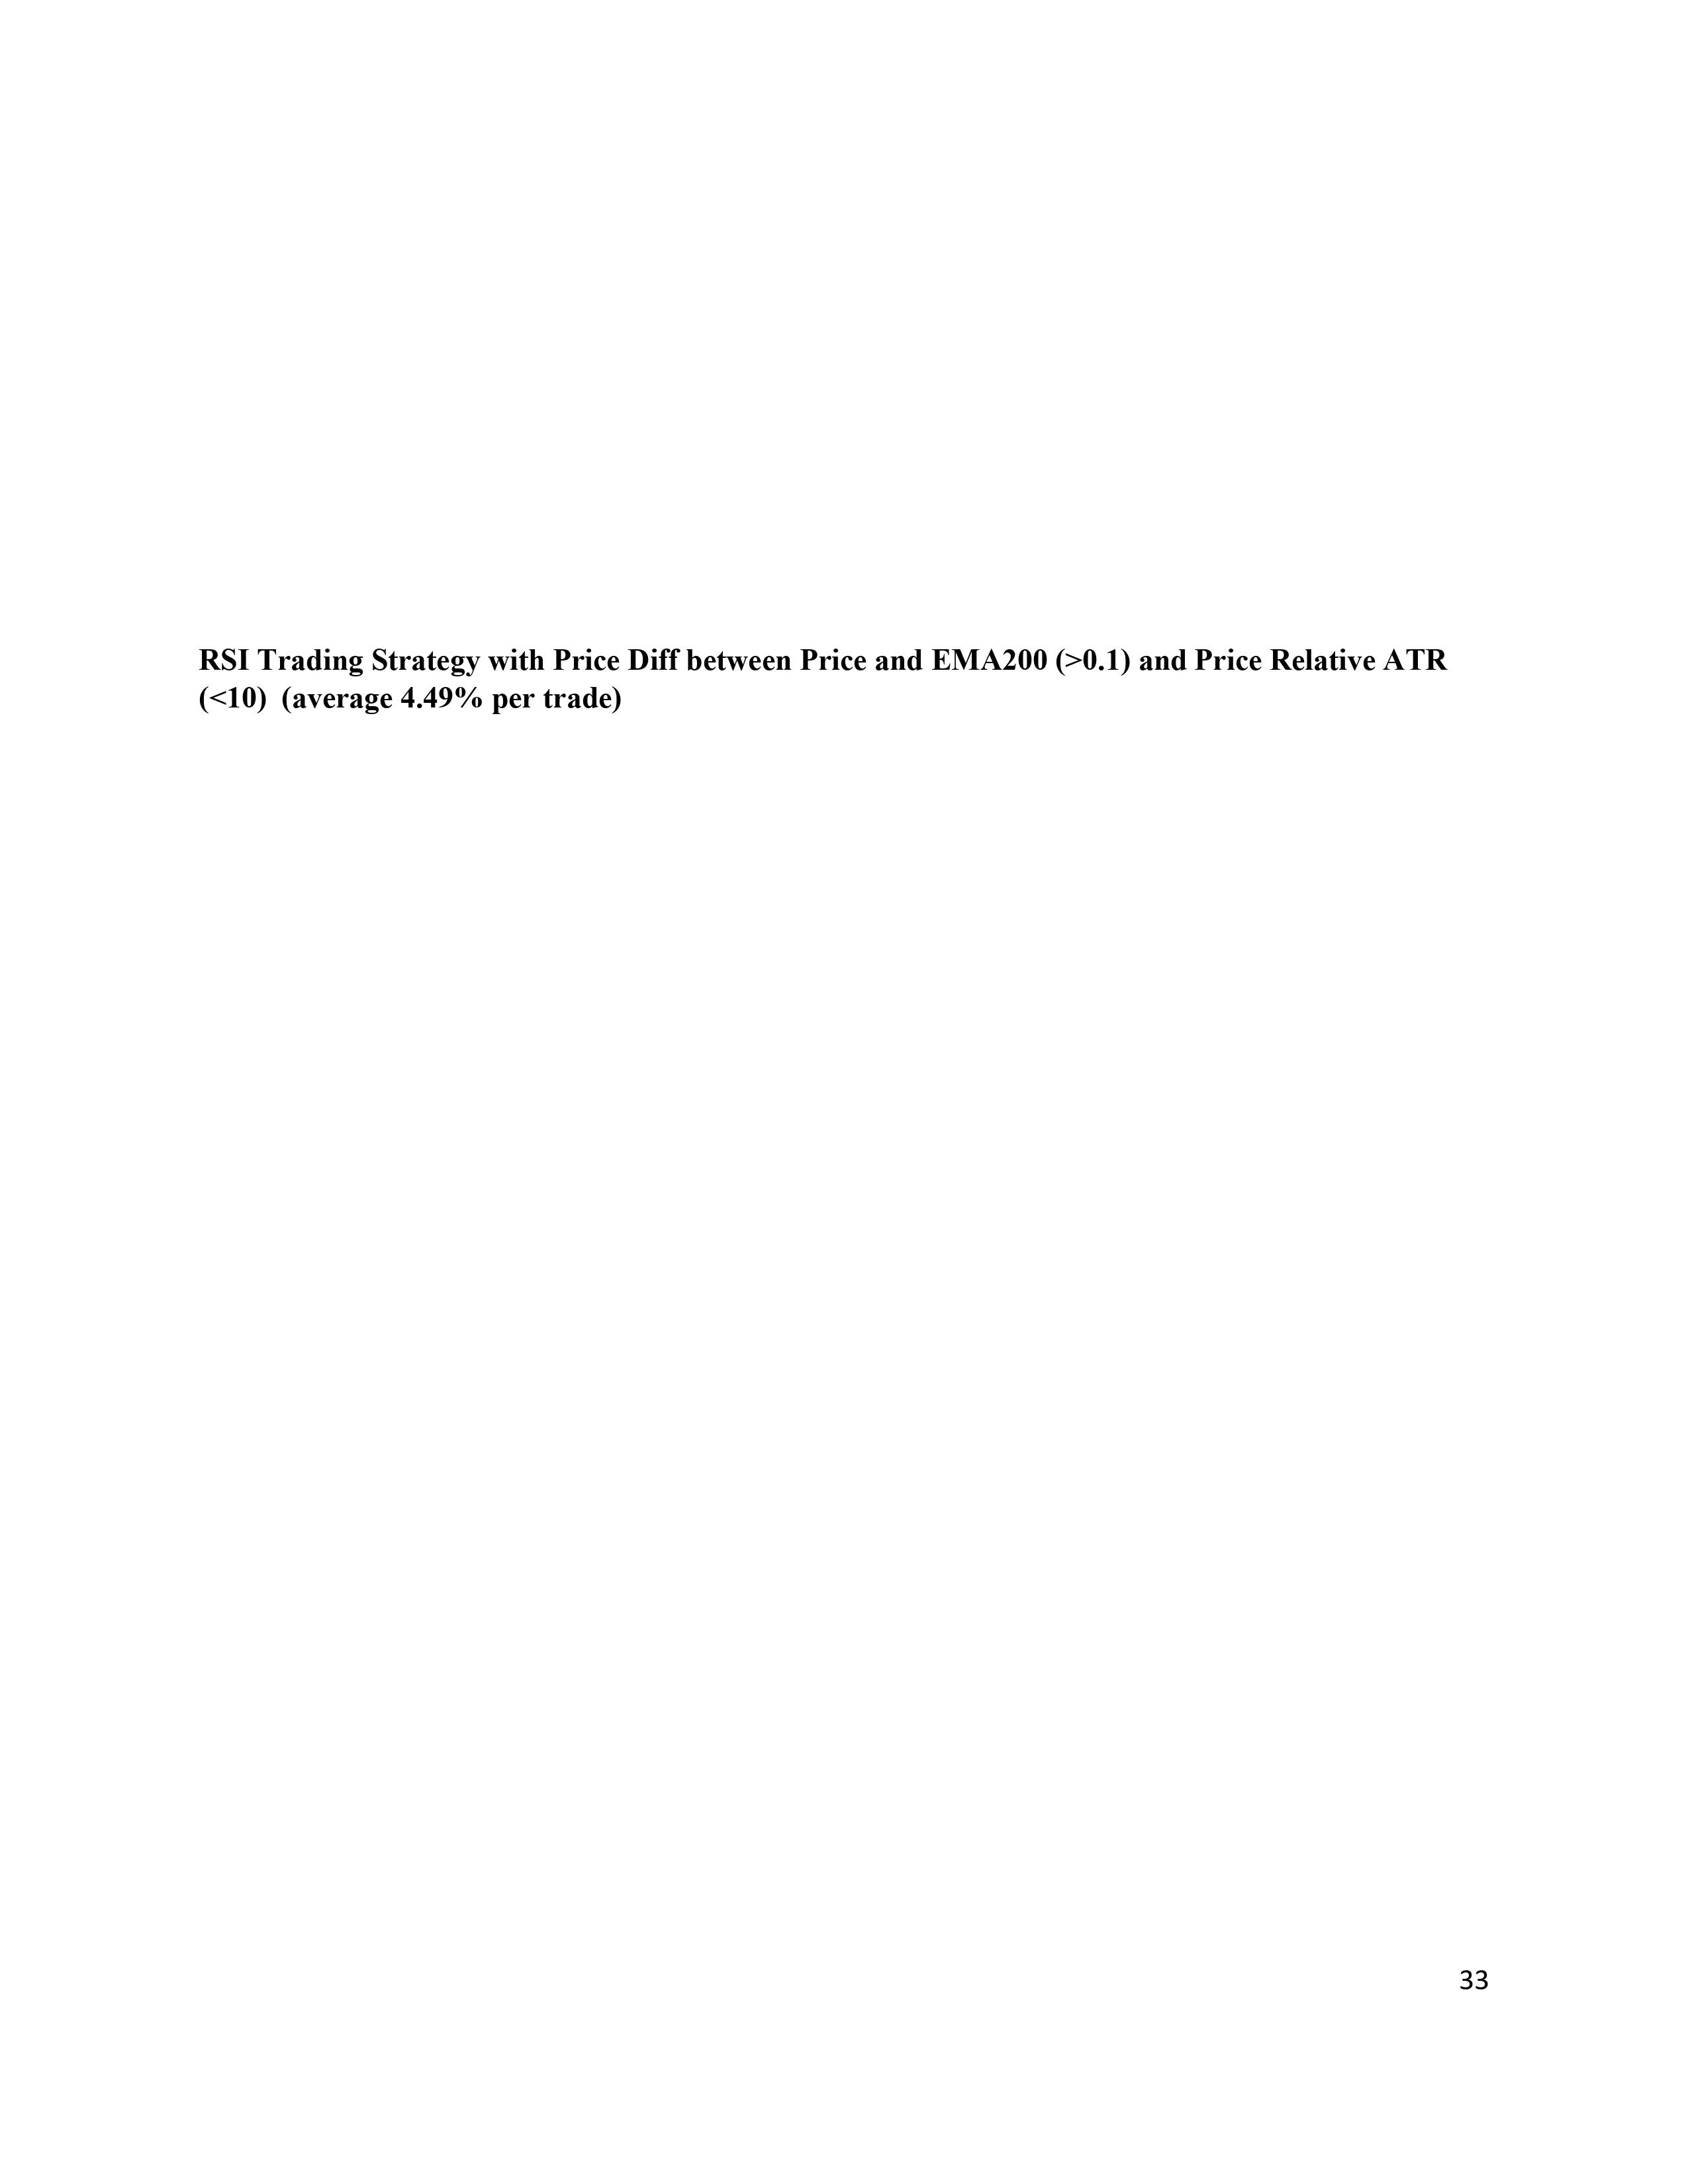 RSI Trading Strategy with Price Diff between Price and EMA200 (>0.1) and Price Relative ATR
(<10)  (average 4.49% per trade)
33